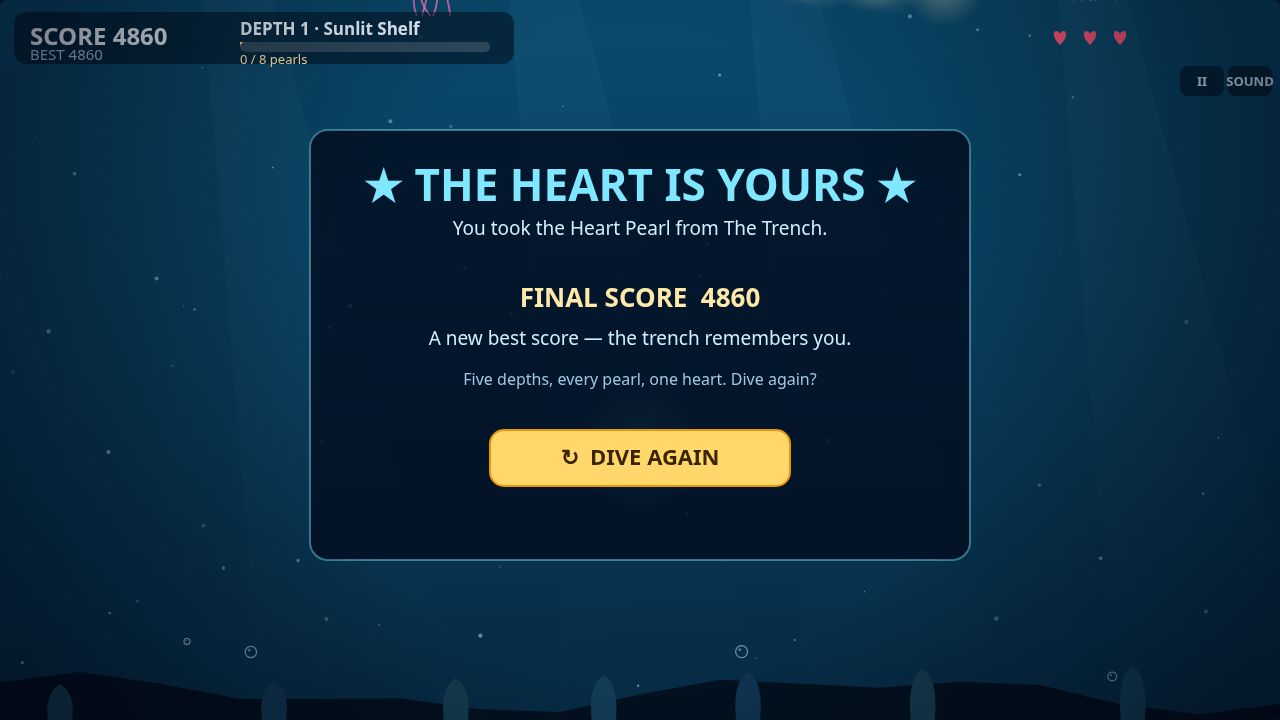 SCORE 4860
BEST 4860
DEPTH 1 · Sunlit Shelf
0 / 8 pearls
II
SOUND
★ THE HEART IS YOURS ★
You took the Heart Pearl from The Trench.
FINAL SCORE 4860
A new best score — the trench remembers you.
Five depths, every pearl, one heart. Dive again?
↻ DIVE AGAIN